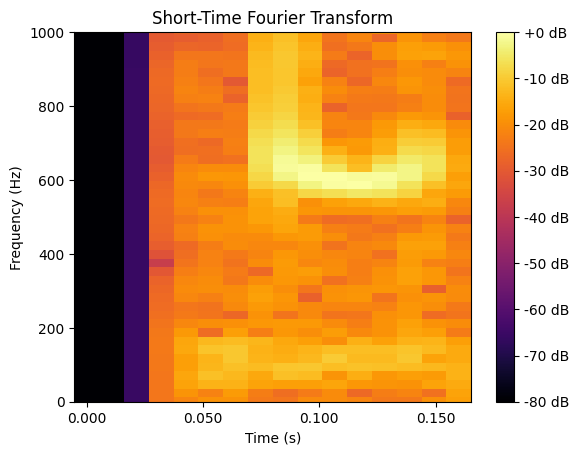 Short-Time Fourier Transform
1000
800
600
400
200
0
Frequency (Hz)
0.000
0.050
0.100
0.150
Time (s)
+0 dB
-10 dB
-20 dB
-30 dB
-40 dB
-50 dB
-60 dB
-70 dB
-80 dB